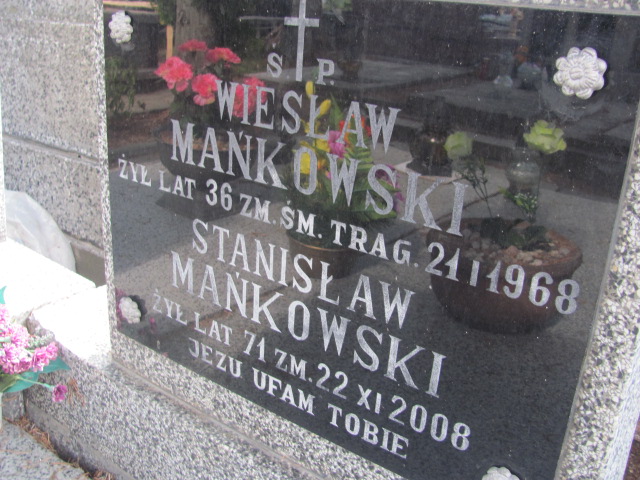 Ś P
WIESŁAW
MAŃKOWSKI
ŻYŁ LAT 36 ZM. ŚM. TRAG. 21 I 1968
STANISŁAW
MAŃKOWSKI
ŻYŁ LAT 71 ZM. 22 XI 2008
JEZU UFAM TOBIE